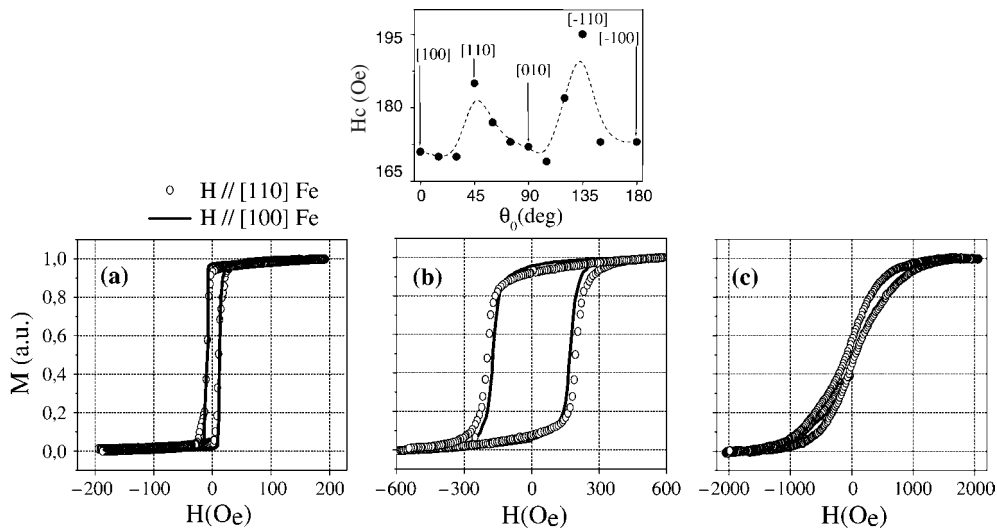 [-110]
195
[-100]
[100]
[110]
[010]
Hc (Oe)
180
165
0 45 90 135 180
θ0(deg)
H // [110] Fe
H // [100] Fe
(a) (b) (c)
M (a.u.)
1,0
0,8
0,6
0,4
0,2
0,0
−200 −100 0 100 200
−600 −300 0 300 600
−2000 −1000 0 1000 2000
H(Oe) H(Oe) H(Oe)